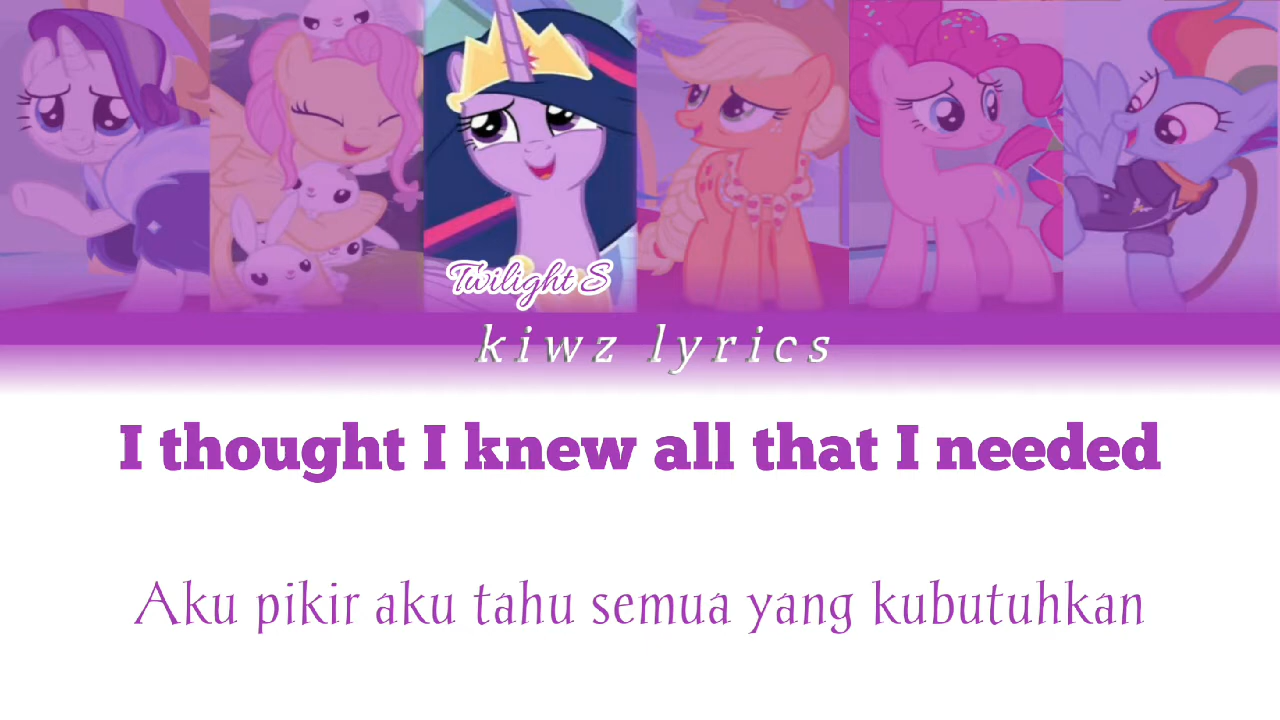 Twilight S
kiwz lyrics
I thought I knew all that I needed
Aku pikir aku tahu semua yang kubutuhkan